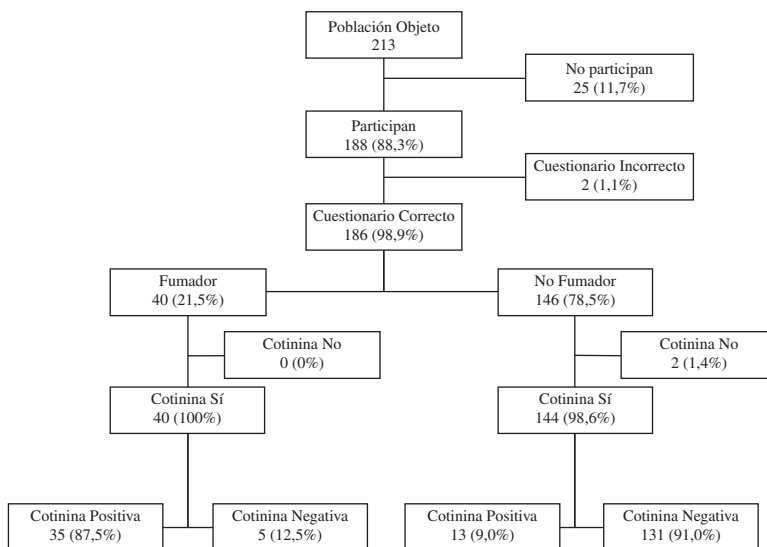 Población Objeto
213
No participan
25 (11,7%)
Participan
188 (88,3%)
Cuestionario Incorrecto
2 (1,1%)
Cuestionario Correcto
186 (98,9%)
Fumador
40 (21,5%)
No Fumador
146 (78,5%)
Cotinina No
0 (0%)
Cotinina No
2 (1,4%)
Cotinina Sí
40 (100%)
Cotinina Sí
144 (98,6%)
Cotinina Positiva
35 (87,5%)
Cotinina Negativa
5 (12,5%)
Cotinina Positiva
13 (9,0%)
Cotinina Negativa
131 (91,0%)